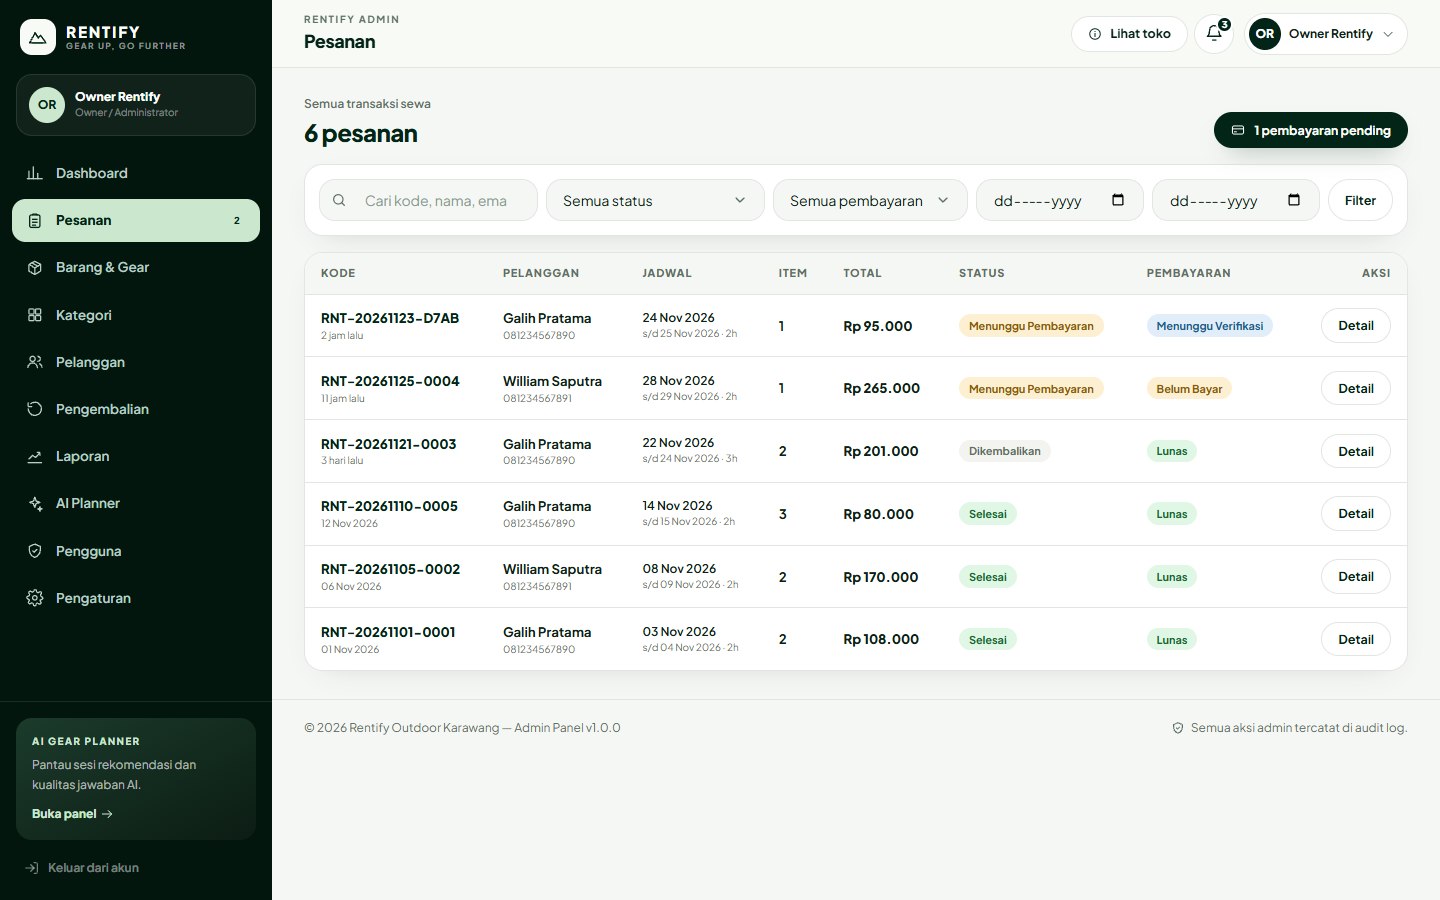 RENTIFY
GEAR UP, GO FURTHER
OR
Owner Rentify
Owner / Administrator
Dashboard
Pesanan 2
Barang & Gear
Kategori
Pelanggan
Pengembalian
Laporan
AI Planner
Pengguna
Pengaturan
AI GEAR PLANNER
Pantau sesi rekomendasi dan
kualitas jawaban AI.
Buka panel →
Keluar dari akun
RENTIFY ADMIN
Pesanan
Lihat toko
3
OR Owner Rentify
Semua transaksi sewa
6 pesanan
1 pembayaran pending
Cari kode, nama, ema
Semua status
Semua pembayaran
dd-----yyyy
dd-----yyyy
Filter
KODE PELANGGAN JADWAL ITEM TOTAL STATUS PEMBAYARAN AKSI
RNT-20261123-D7AB Galih Pratama 24 Nov 2026 1 Rp 95.000 Menunggu Pembayaran Menunggu Verifikasi Detail
2 jam lalu 081234567890 s/d 25 Nov 2026 · 2h
RNT-20261125-0004 William Saputra 28 Nov 2026 1 Rp 265.000 Menunggu Pembayaran Belum Bayar Detail
11 jam lalu 081234567891 s/d 29 Nov 2026 · 2h
RNT-20261121-0003 Galih Pratama 22 Nov 2026 2 Rp 201.000 Dikembalikan Lunas Detail
3 hari lalu 081234567890 s/d 24 Nov 2026 · 3h
RNT-20261110-0005 Galih Pratama 14 Nov 2026 3 Rp 80.000 Selesai Lunas Detail
12 Nov 2026 081234567890 s/d 15 Nov 2026 · 2h
RNT-20261105-0002 William Saputra 08 Nov 2026 2 Rp 170.000 Selesai Lunas Detail
06 Nov 2026 081234567891 s/d 09 Nov 2026 · 2h
RNT-20261101-0001 Galih Pratama 03 Nov 2026 2 Rp 108.000 Selesai Lunas Detail
01 Nov 2026 081234567890 s/d 04 Nov 2026 · 2h
© 2026 Rentify Outdoor Karawang — Admin Panel v1.0.0
Semua aksi admin tercatat di audit log.